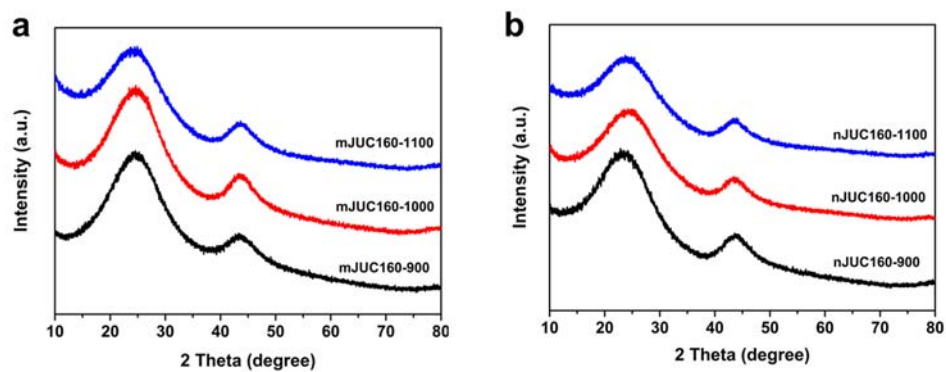 a
Intensity (a.u.)
mJUC160-1100
mJUC160-1000
mJUC160-900
10 20 30 40 50 60 70 80
2 Theta (degree)
b
Intensity (a.u.)
nJUC160-1100
nJUC160-1000
nJUC160-900
10 20 30 40 50 60 70 80
2 Theta (degree)